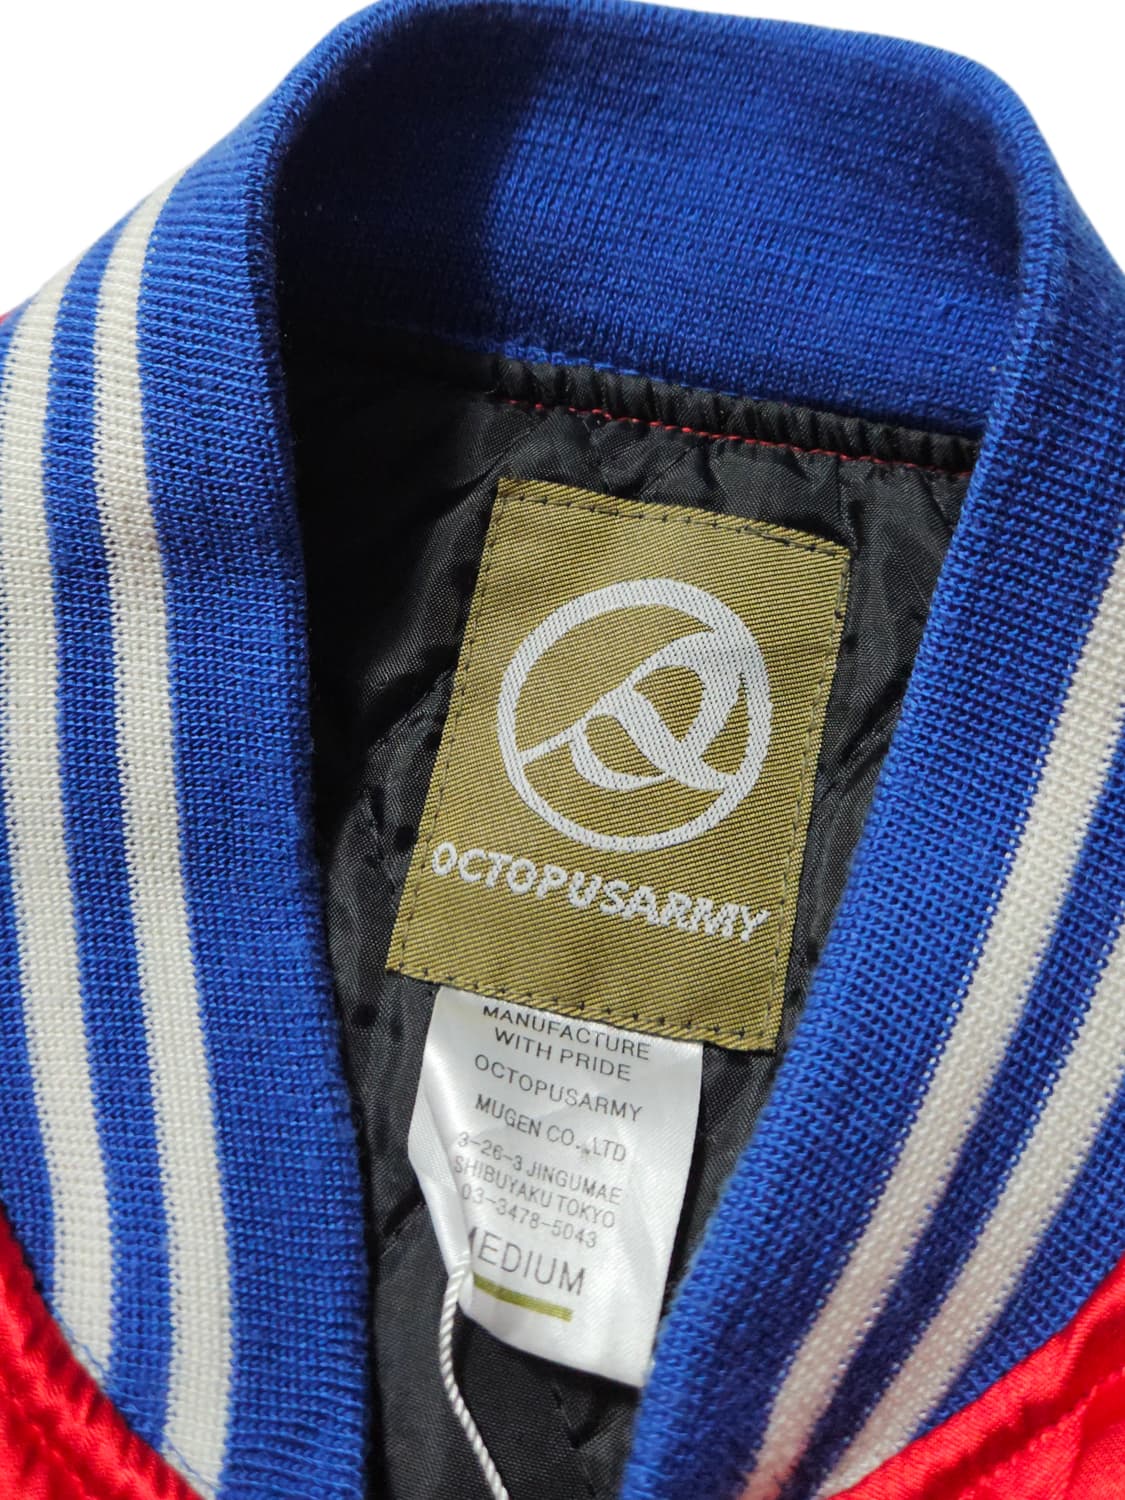 OCTOPUSARMY
MANUFACTURE
WITH PRIDE
OCTOPUSARMY
MUGEN CO.,LTD
3-26-3 JINGUMAE
SHIBUYAKU TOKYO
03-3478-5043
MEDIUM